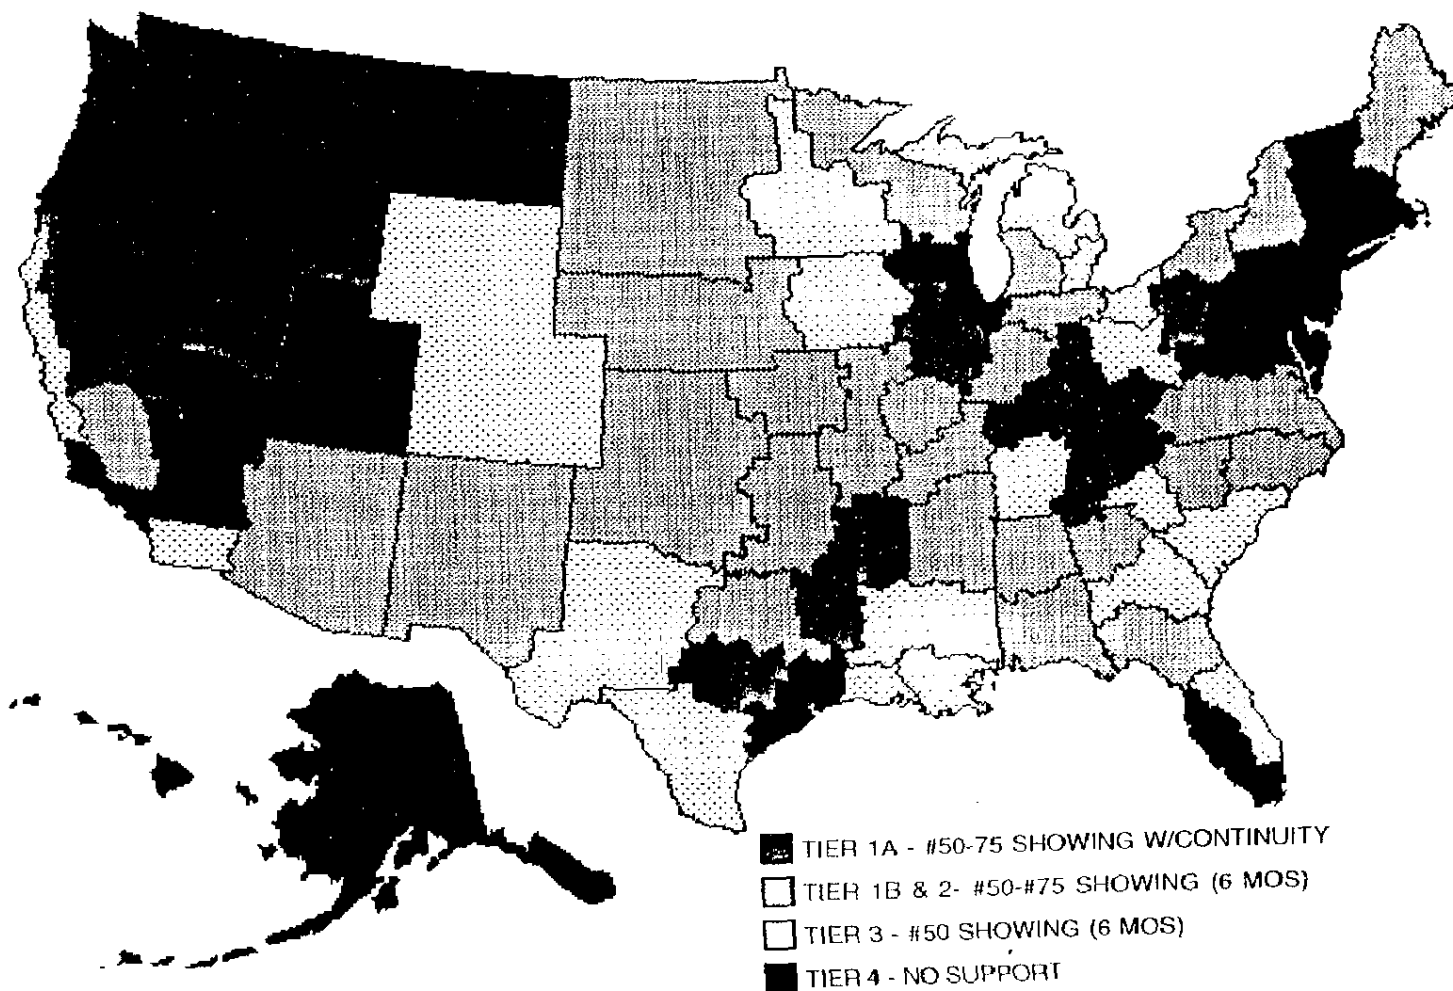 TIER 1A - #50-75 SHOWING W/CONTINUITY
TIER 1B & 2- #50-#75 SHOWING (6 MOS)
TIER 3 - #50 SHOWING (6 MOS)
TIER 4 - NO SUPPORT